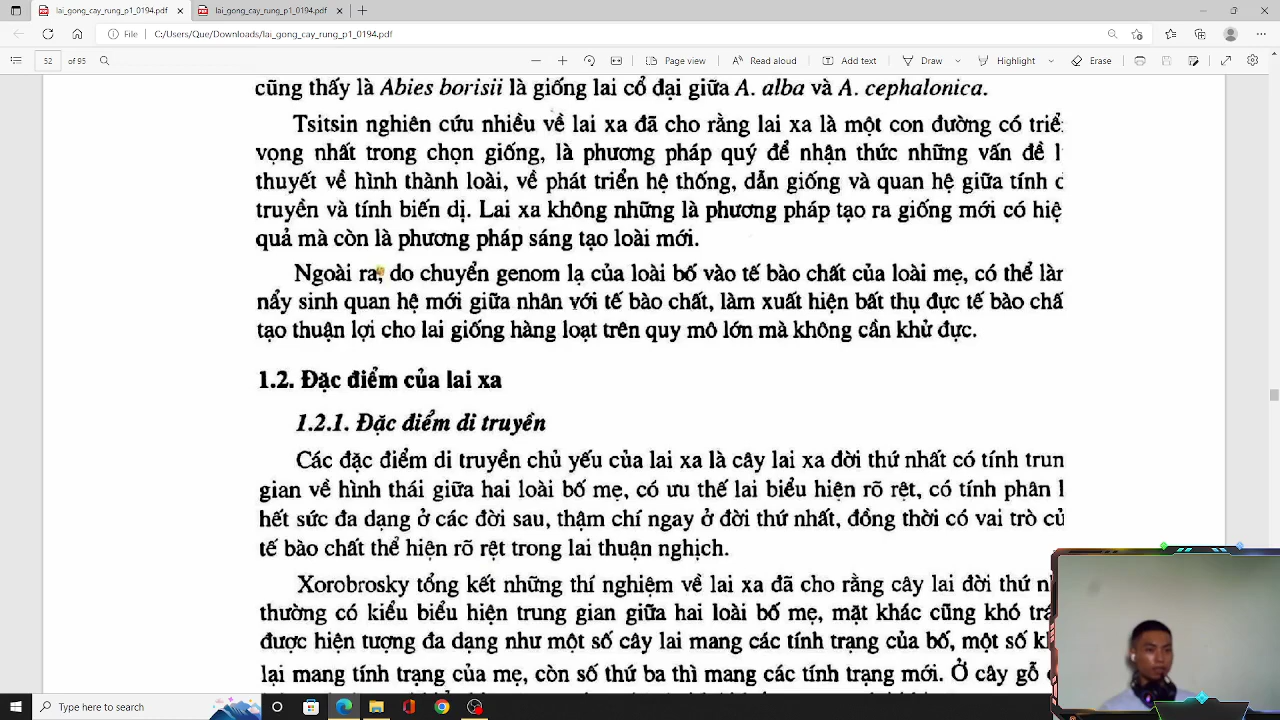 lai_gong_cay_rung_p1_0194.pdf
lai_gong_cay_rung_p1_0194.pdf
File C:/Users/Que/Downloads/lai_gong_cay_rung_p1_0194.pdf
52 of 95 Page view Read aloud Add text Draw Highlight Erase
cũng thấy là Abies borisii là giống lai cổ đại giữa A. alba và A. cephalonica.
Tsitsin nghiên cứu nhiều về lai xa đã cho rằng lai xa là một con đường có
vọng nhất trong chọn giống, là phương pháp quý để nhận thức những vấn đề
thuyết về hình thành loài, về phát triển hệ thống, dẫn giống và quan hệ giữa tính
truyền và tính biến dị. Lai xa không những là phương pháp tạo ra giống mới có
quả mà còn là phương pháp sáng tạo loài mới.
Ngoài ra, do chuyển genom lạ của loài bố vào tế bào chất của loài mẹ, có thể
nẩy sinh quan hệ mới giữa nhân với tế bào chất, làm xuất hiện bất thụ đực tế bào
tạo thuận lợi cho lai giống hàng loạt trên quy mô lớn mà không cần khử đực.
1.2. Đặc điểm của lai xa
1.2.1. Đặc điểm di truyền
Các đặc điểm di truyền chủ yếu của lai xa là cây lai xa đời thứ nhất có tính
gian về hình thái giữa hai loài bố mẹ, có ưu thế lai biểu hiện rõ rệt, có tính phân
hết sức đa dạng ở các đời sau, thậm chí ngay ở đời thứ nhất, đồng thời có vai trò
tế bào chất thể hiện rõ rệt trong lai thuận nghịch.
Xorobrosky tổng kết những thí nghiệm về lai xa đã cho rằng cây lai đời thứ
thường có kiểu biểu hiện trung gian giữa hai loài bố mẹ, mặt khác cũng khó
được hiện tượng đa dạng như một số cây lai mang các tính trạng của bố, một số
lại mang tính trạng của mẹ, còn số thứ ba thì mang các tính trạng mới. Ở cây gỗ
Type here to search